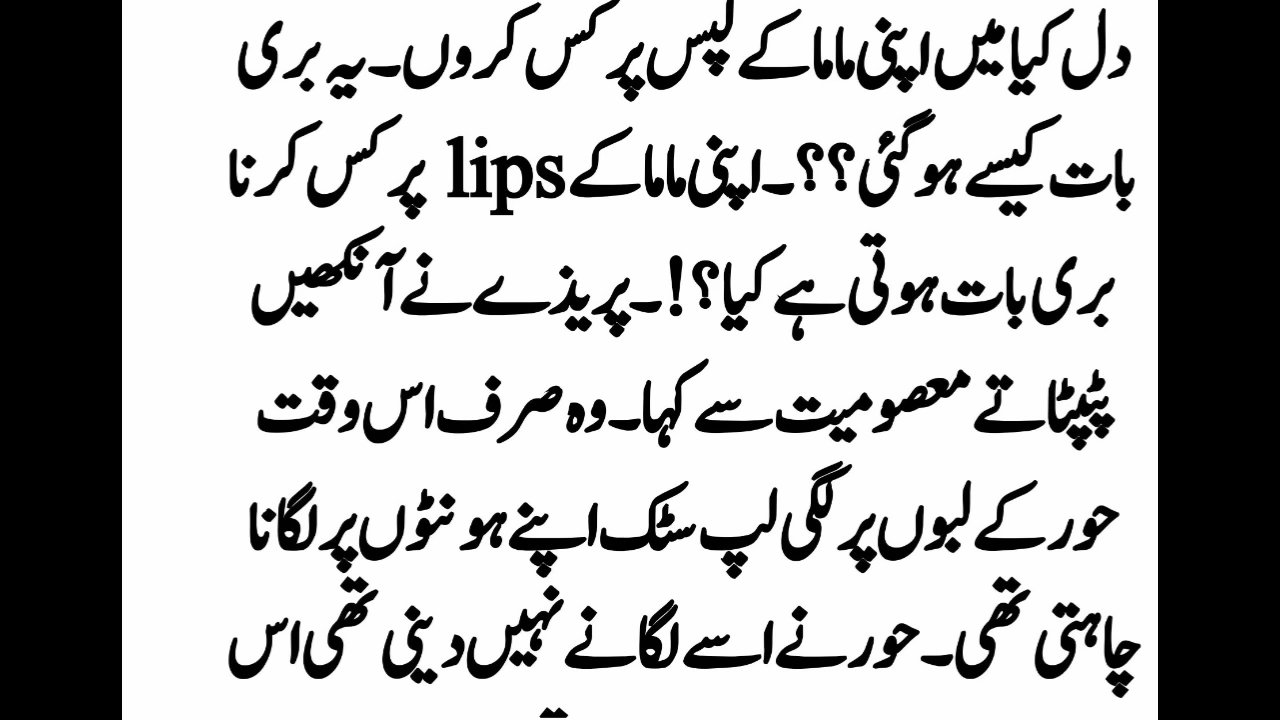 دل کیا میں اپنی ماما کے لپس پر کس کروں۔ یہ بری
بات کیسے ہو گئی؟؟۔ اپنی ماما کے lips پر کس کرنا
بری بات ہوتی ہے کیا؟!۔ پریذے نے آنکھیں
پٹپٹاتے معصومیت سے کہا۔ وہ صرف اس وقت
حور کے لبوں پر لگی لپ سٹک اپنے ہونٹوں پر لگانا
چاہتی تھی۔ حور نے اسے لگانے نہیں دینی تھی اس